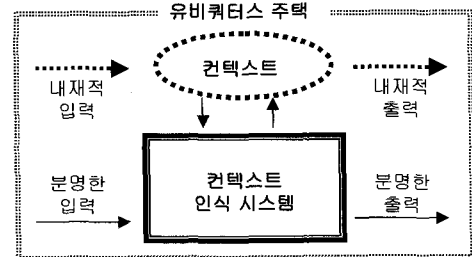 유비쿼터스 주택
컨텍스트
내재적
입력
내재적
출력
분명한
입력
컨텍스트
인식 시스템
분명한
출력